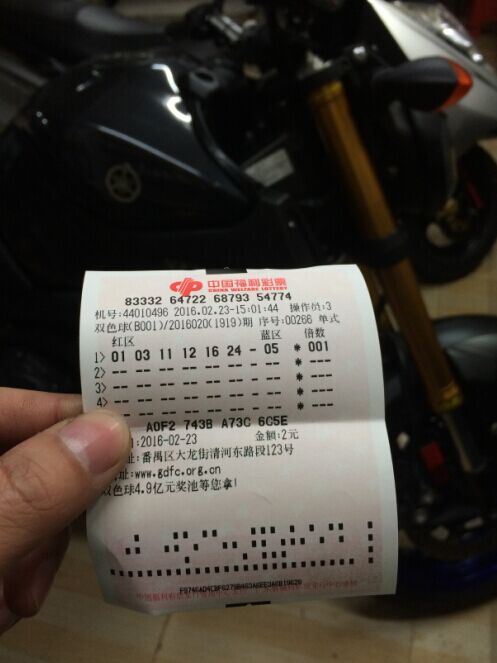 中国福利彩票
CHINA WELFARE LOTTERY
83332 64722 68793 54774
机号:44010496 2016.02.23-15:01:44 操作员:3
双色球(B001)/2016020(1919)期 序号:00266 单式
红区 蓝区 倍数
1> 01 03 11 12 16 24 - 05 * 001
2> -- -- -- -- -- -- - -- * ---
3> -- -- -- -- -- -- - -- * ---
4> -- -- -- -- -- -- - -- * ---
A0F2 743B A73C 6C5E
:2016-02-23 金额:2元
址:番禺区大龙街清河东路段123号
址:www.gdfc.org.cn
双色球4.9亿元奖池等您拿!